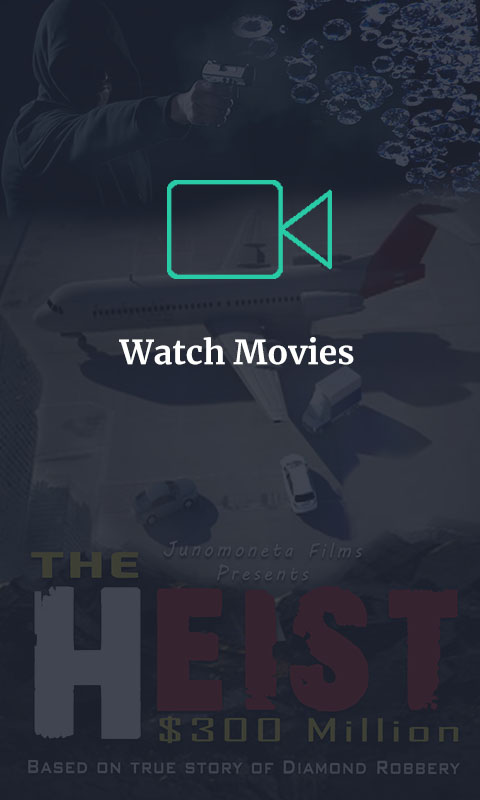 Watch Movies
Junomoneta Films
Presents
THE
HEIST
$300 Million
BASED ON TRUE STORY OF DIAMOND ROBBERY